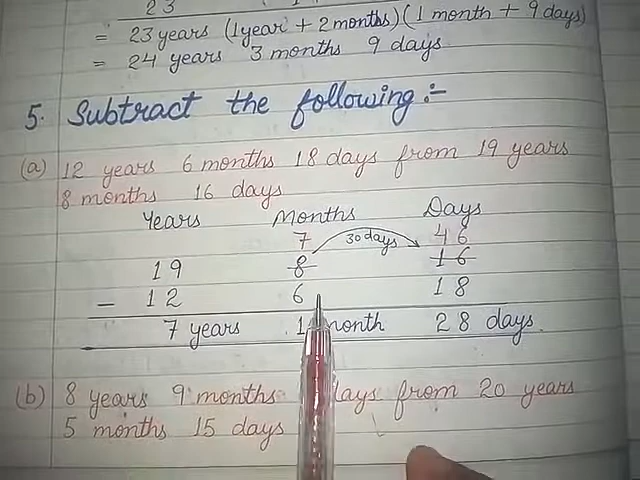 23
= 23 years (1 year + 2 months) (1 month + 9 days)
= 24 years 3 months 9 days
5. Subtract the following :-
(a) 12 years 6 months 18 days from 19 years
8 months 16 days
Years Months Days
7 30 days 46
19 8 16
- 12 6 18
7 years 1 month 28 days.
(b) 8 years 9 months days from 20 years
5 months 15 days